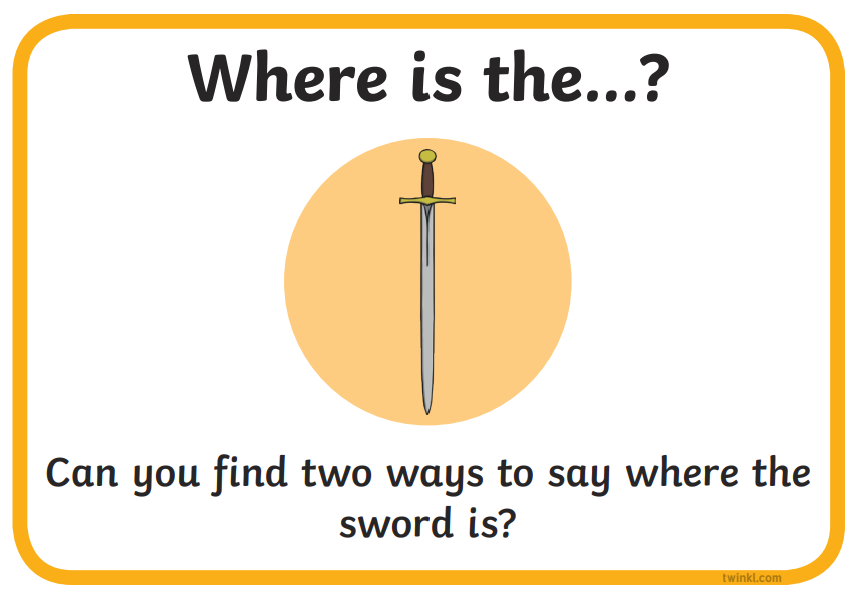 Where is the...?
Can you find two ways to say where the
sword is?
twinkl.com